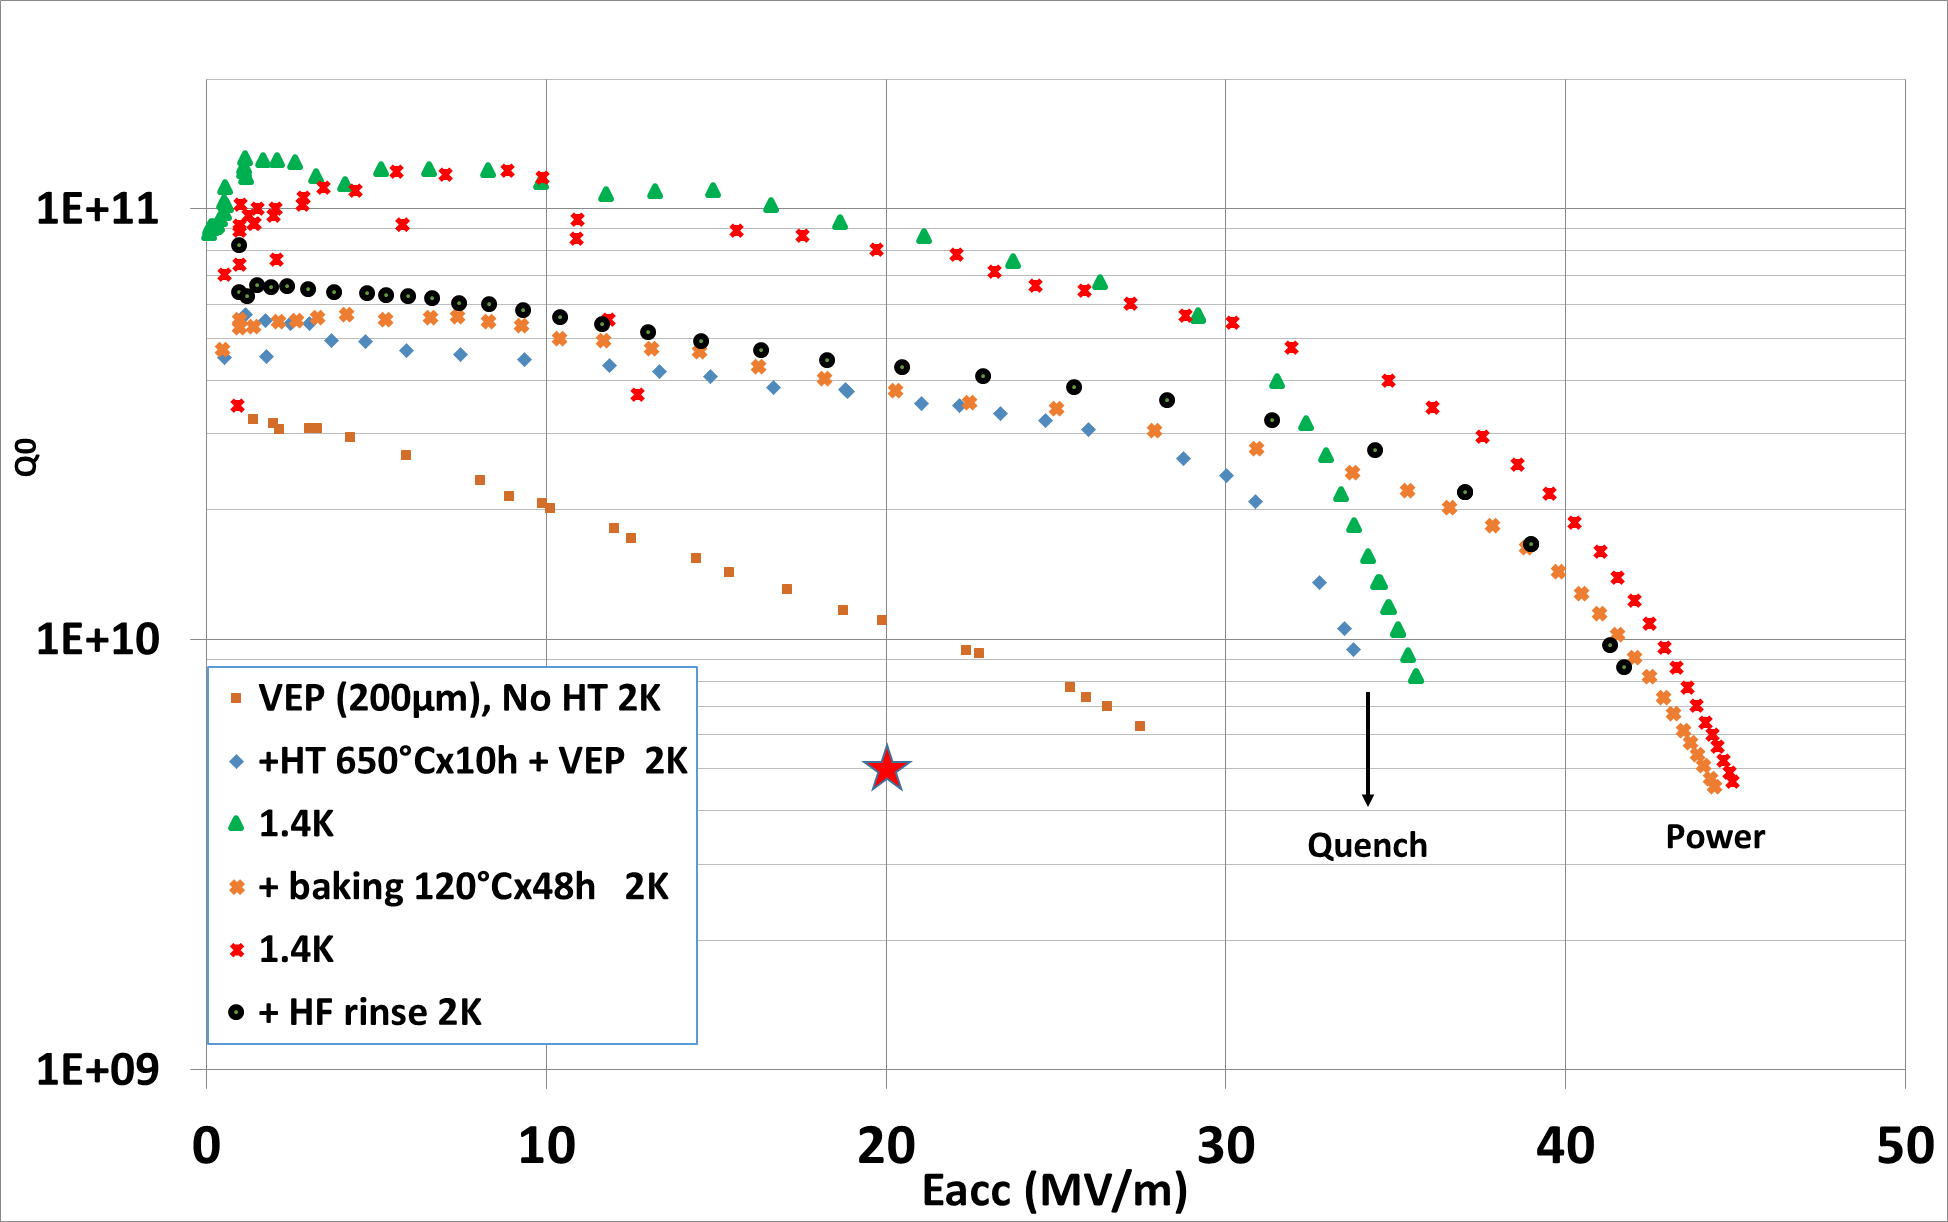 1E+11
Q0
1E+10
1E+09
VEP (200µm), No HT 2K
+HT 650°Cx10h + VEP 2K
1.4K
+ baking 120°Cx48h 2K
1.4K
+ HF rinse 2K
Quench
Power
0 10 20 30 40 50
Eacc (MV/m)